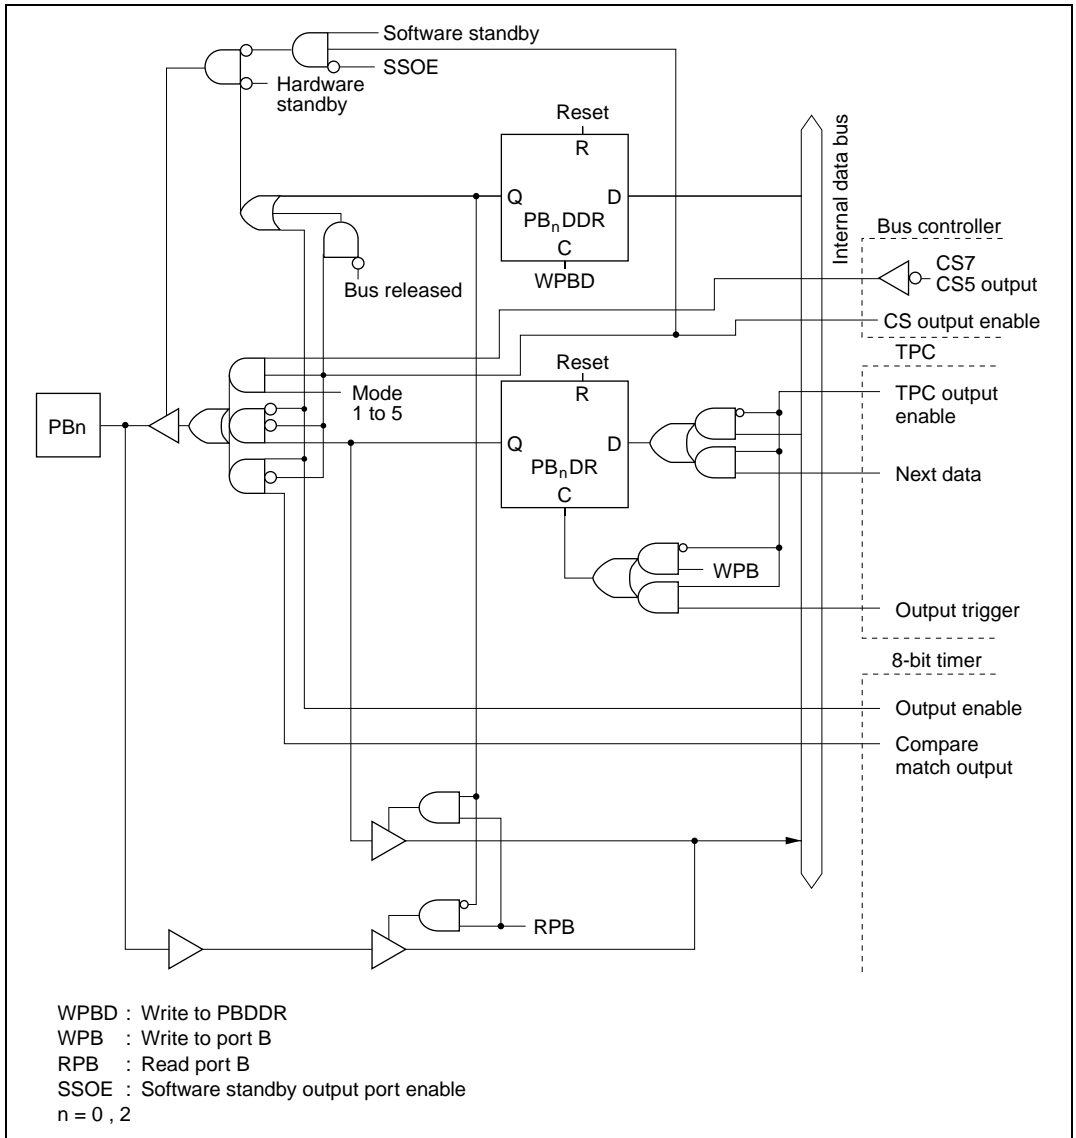 Software standby
SSOE
Hardware
standby
Reset
R
Q
D
PBnDDR
C
WPBD
Internal data bus
Bus controller
CS7
CS5 output
Bus released
CS output enable
TPC
Reset
R
Mode
1 to 5
TPC output
enable
PBn
Q
D
PBnDR
C
Next data
WPB
Output trigger
8-bit timer
Output enable
Compare
match output
RPB
WPBD : Write to PBDDR
WPB : Write to port B
RPB : Read port B
SSOE : Software standby output port enable
n = 0 , 2